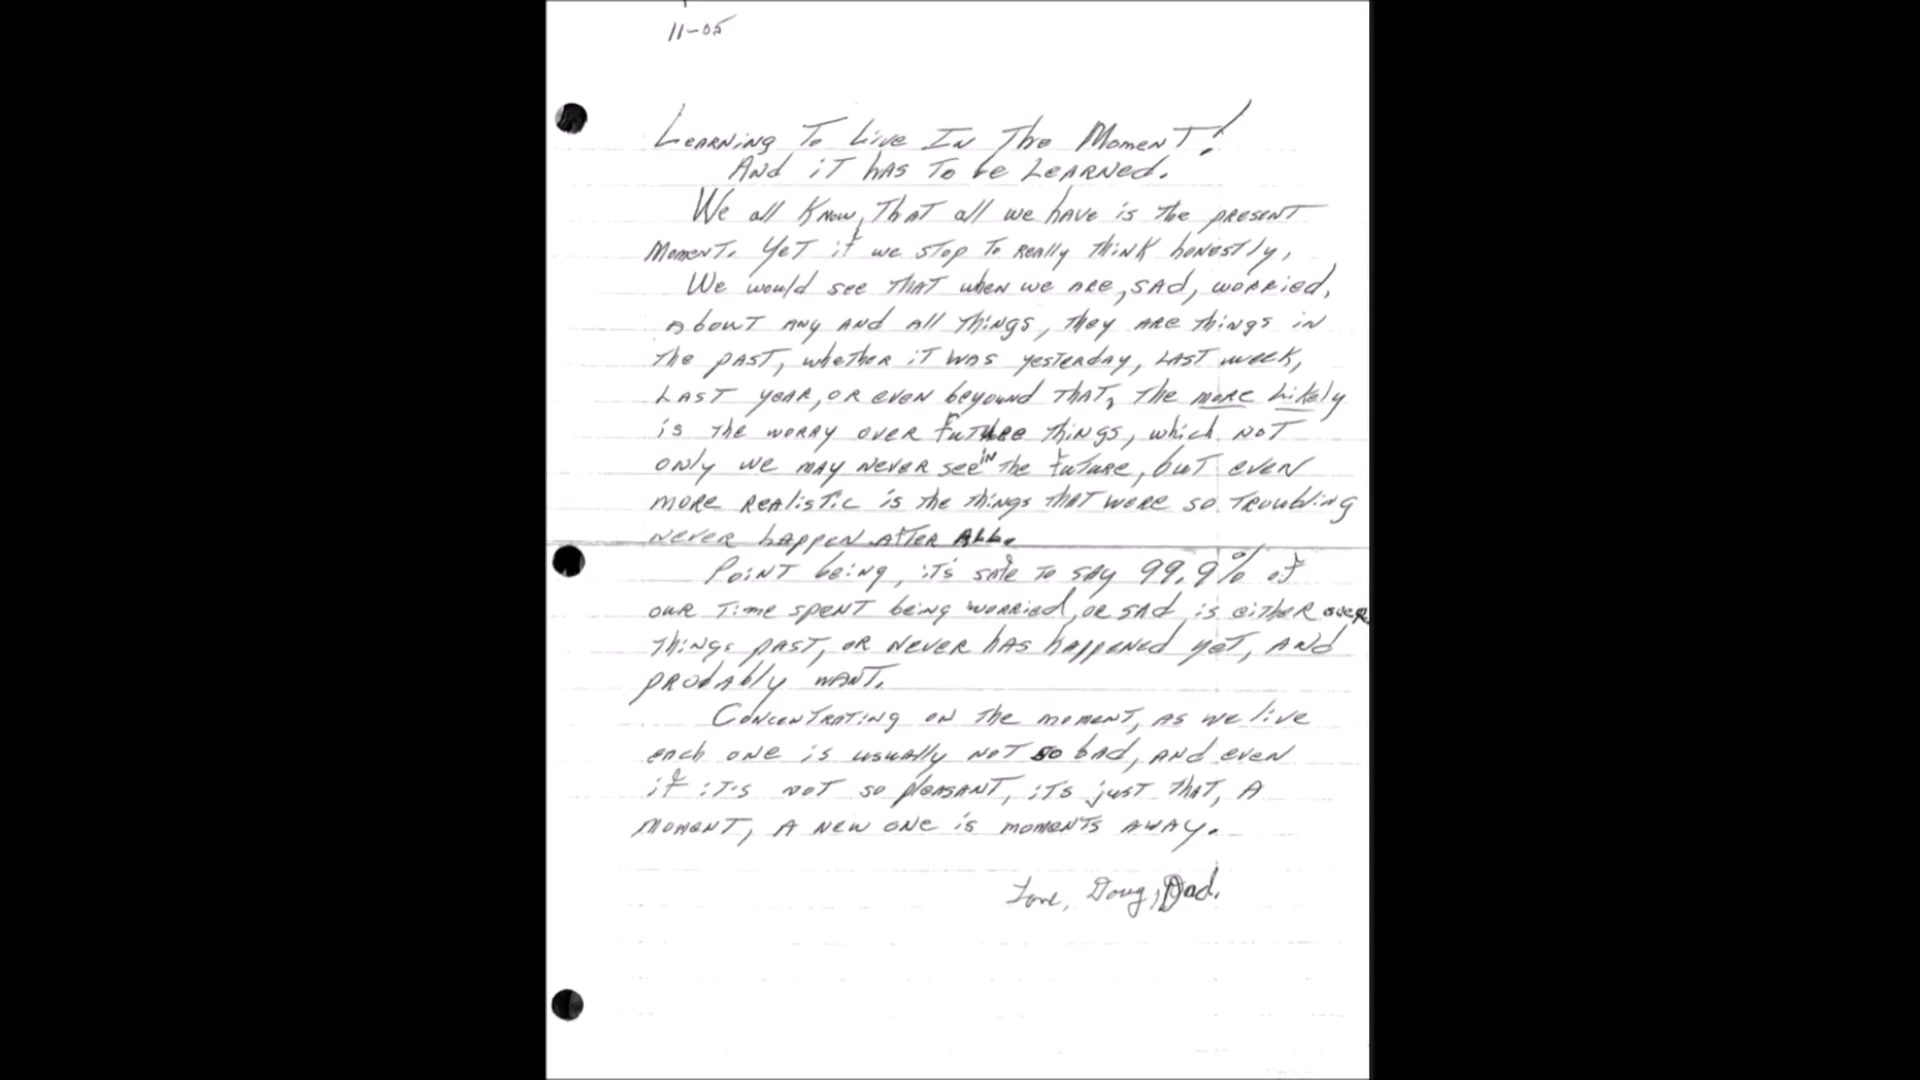 11-05
Learning To Live In The Moment!
And it has to be Learned.
We all know, that all we have is the present
moment. Yet if we stop to really think honestly,
We would see that when we are, sad, worried,
about any and all things, they are things in
the past, whether it was yesterday, last week,
last year, or even beyound that, the more likely
is the worry over future things, which not
only we may never see in the future, but even
more realistic is the things that were so troubling
never happen after all.
Point being, it's safe to say 99.9% of
our time spent being worried, or sad, is either over
things past, or never has happened yet, and
probably want.
Concentrating on the moment, as we live
each one is usually not so bad, and even
if it's not so pleasant, it's just that, a
moment, a new one is moments away.
Love, Doug, Dad.